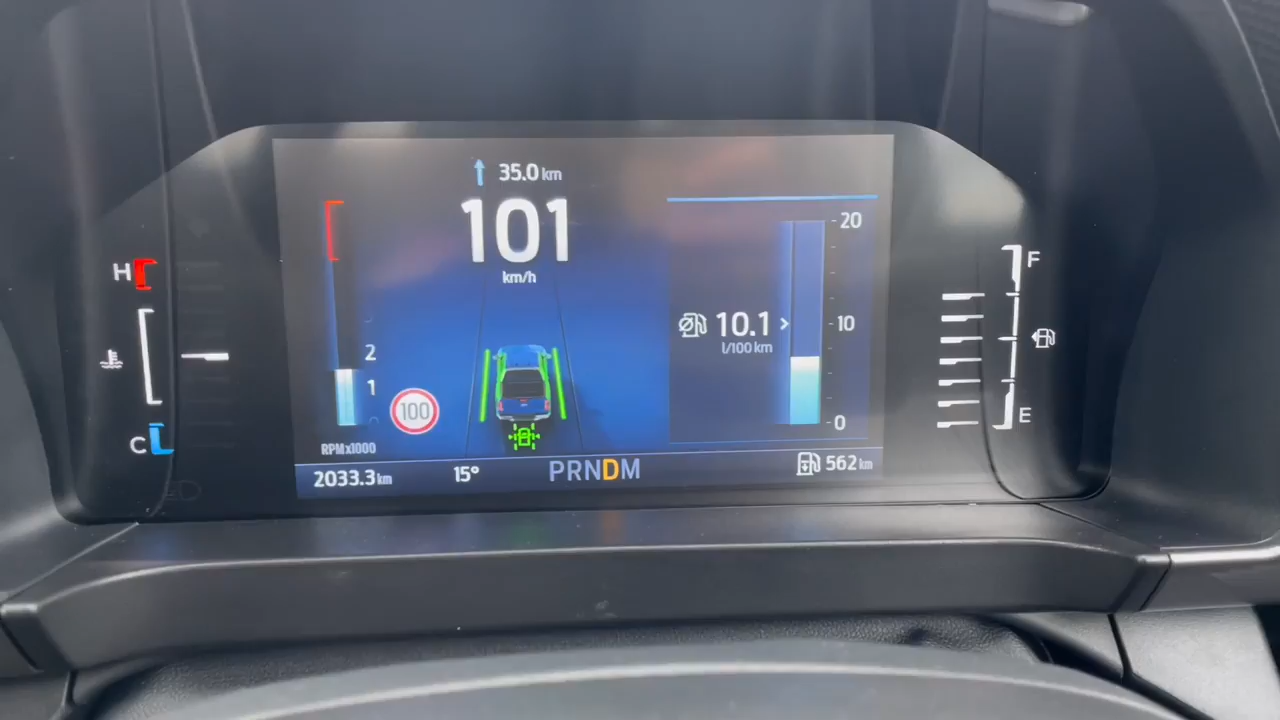 35.0 km
101
km/h
H
C
2
1
100
RPMx1000
20
10.1
l/100 km
10
0
F
E
2033.3 km
15°
PRNDM
562 km